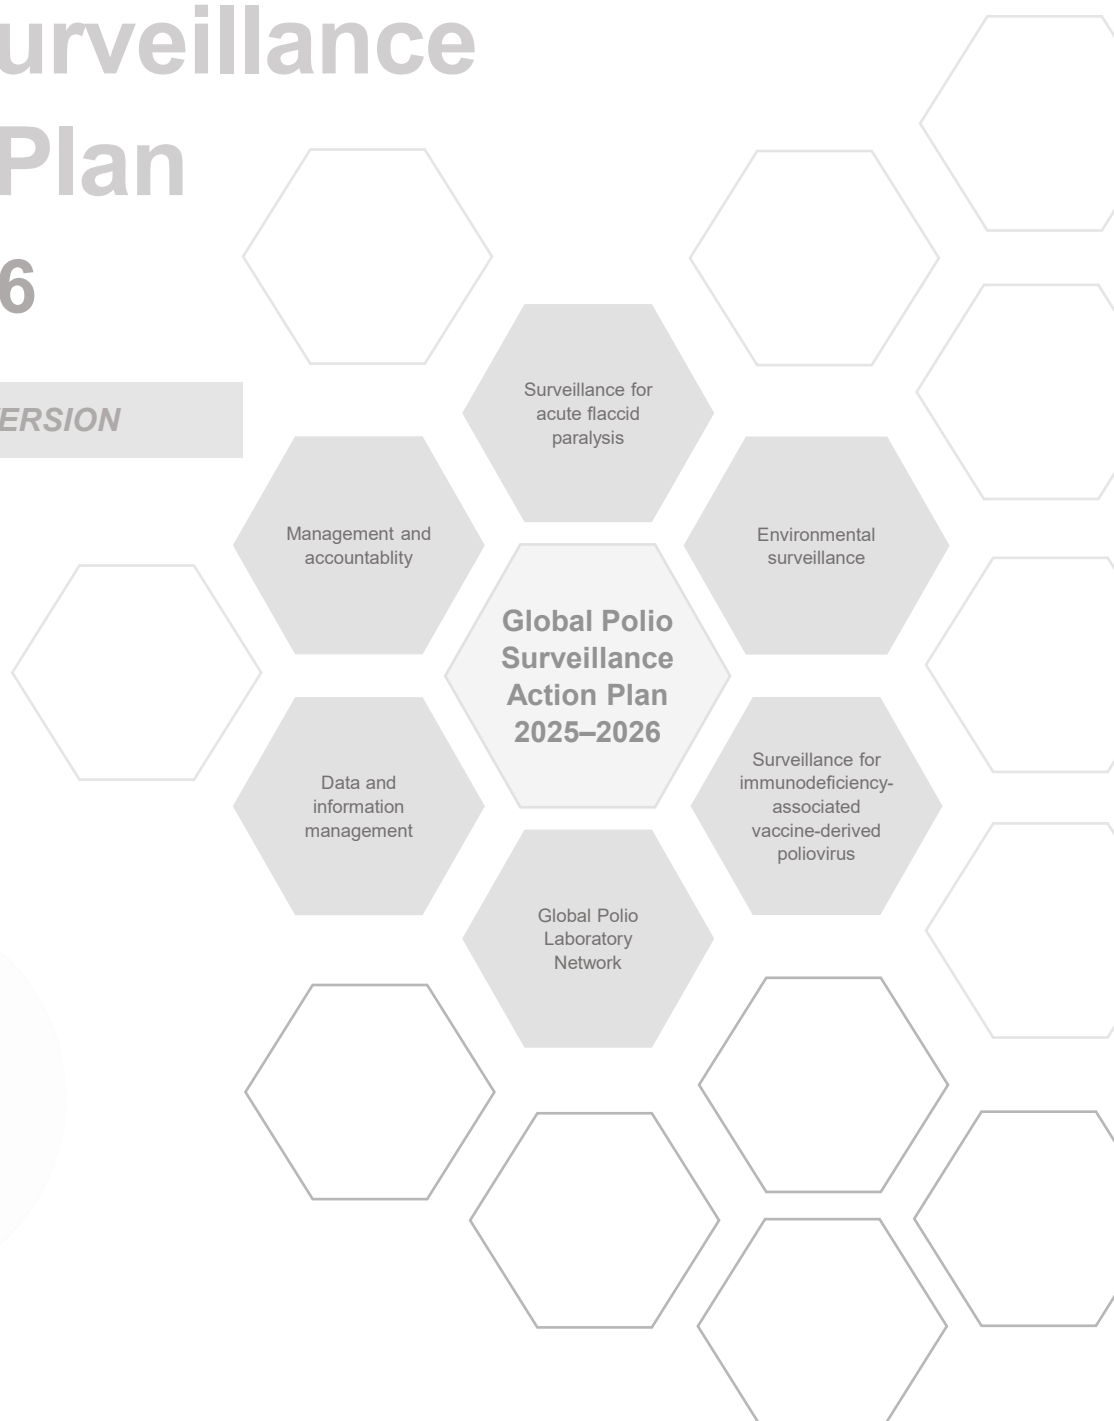 urveillance
Plan
6
ERSION
Surveillance for
acute flaccid
paralysis
Management and
accountablity
Environmental
surveillance
Global Polio
Surveillance
Action Plan
2025–2026
Data and
information
management
Surveillance for
immunodeficiency-
associated
vaccine-derived
poliovirus
Global Polio
Laboratory
Network